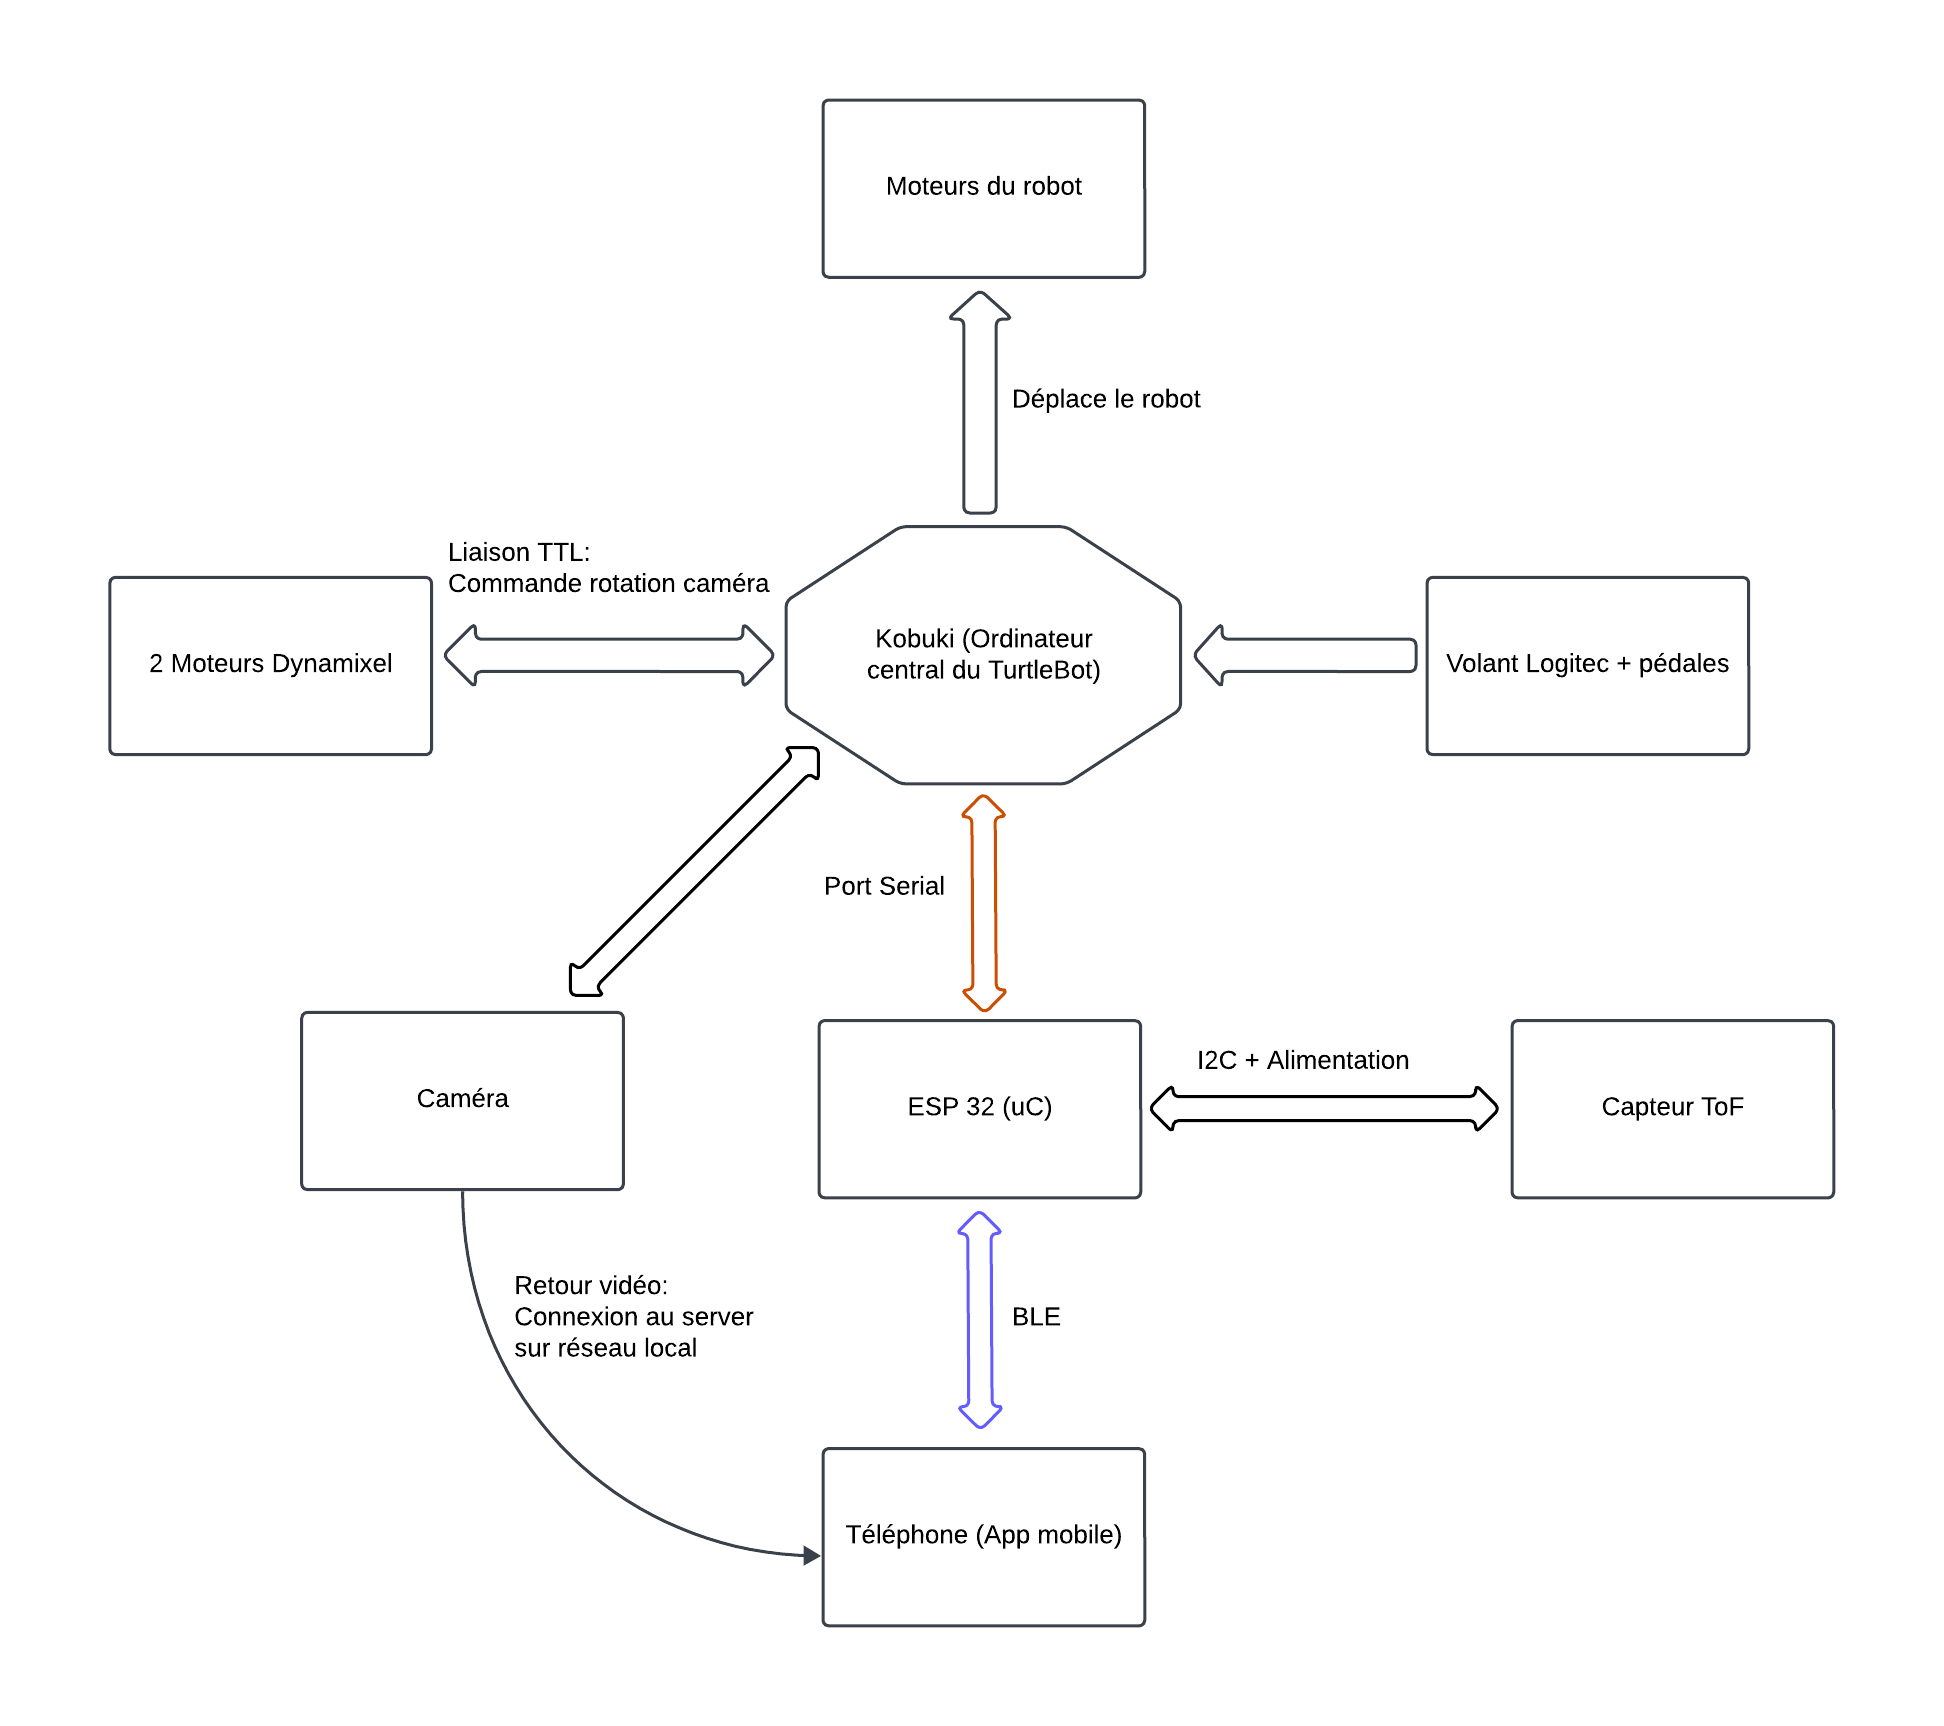 Moteurs du robot
Déplace le robot
Liaison TTL:
Commande rotation caméra
2 Moteurs Dynamixel
Kobuki (Ordinateur
central du TurtleBot)
Volant Logitec + pédales
Port Serial
Caméra
ESP 32 (uC)
I2C + Alimentation
Capteur ToF
Retour vidéo:
Connexion au server
sur réseau local
BLE
Téléphone (App mobile)